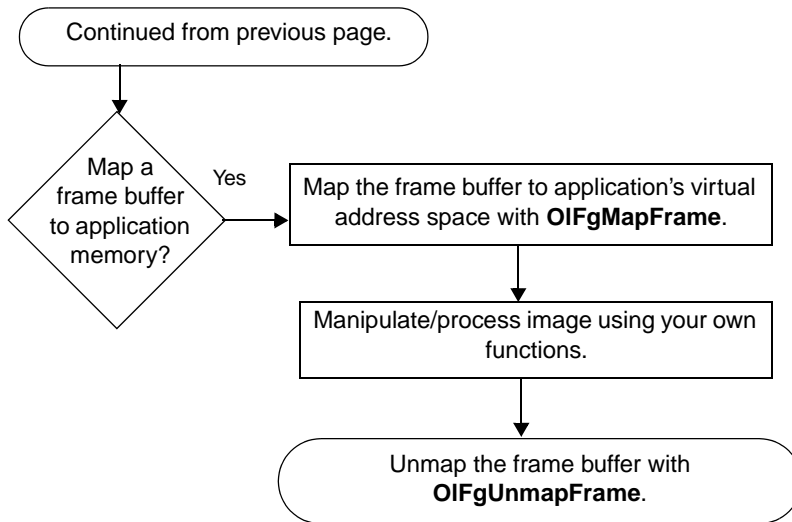 Continued from previous page.
Map a
frame buffer
to application
memory?
Yes
Map the frame buffer to application's virtual
address space with OlFgMapFrame.
Manipulate/process image using your own
functions.
Unmap the frame buffer with
OlFgUnmapFrame.